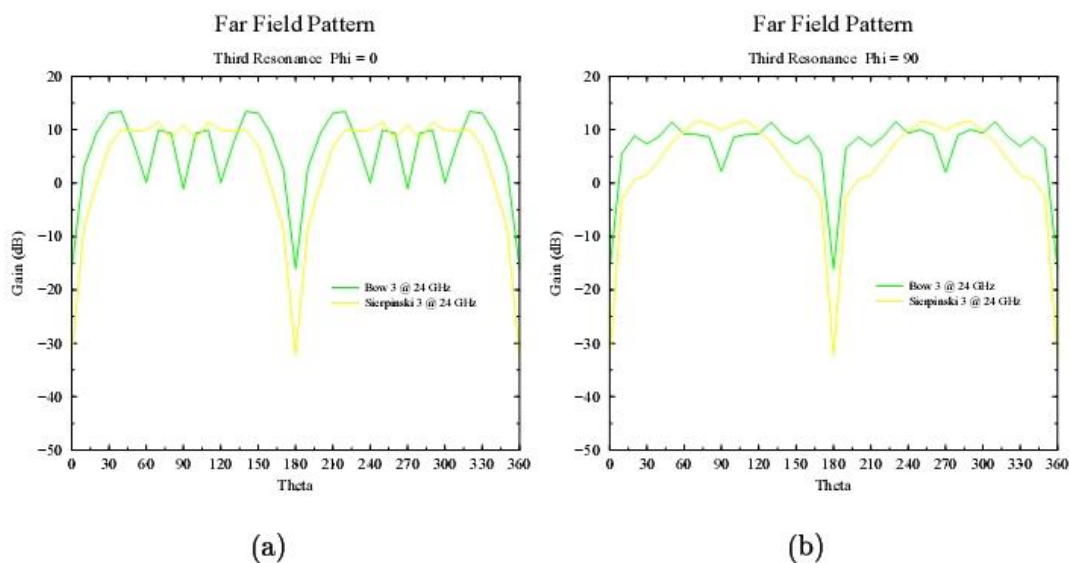 Far Field Pattern
Third Resonance Phi = 0
20
10
0
−10
−20
−30
−40
−50
Gain (dB)
Bow 3 @ 24 GHz
Sierpinski 3 @ 24 GHz
0 30 60 90 120 150 180 210 240 270 300 330 360
Theta
(a)
Far Field Pattern
Third Resonance Phi = 90
20
10
0
−10
−20
−30
−40
−50
Gain (dB)
Bow 3 @ 24 GHz
Sierpinski 3 @ 24 GHz
0 30 60 90 120 150 180 210 240 270 300 330 360
Theta
(b)